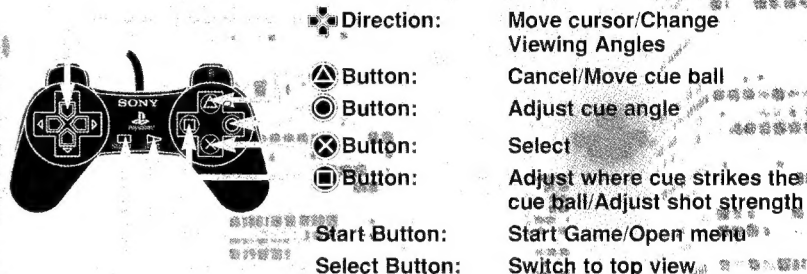 Direction: Move cursor/Change
Viewing Angles
Button: Cancel/Move cue ball
Button: Adjust cue angle
Button: Select
Button: Adjust where cue strikes the
cue ball/Adjust shot strength
Start Button: Start Game/Open menu
Select Button: Switch to top view
SONY